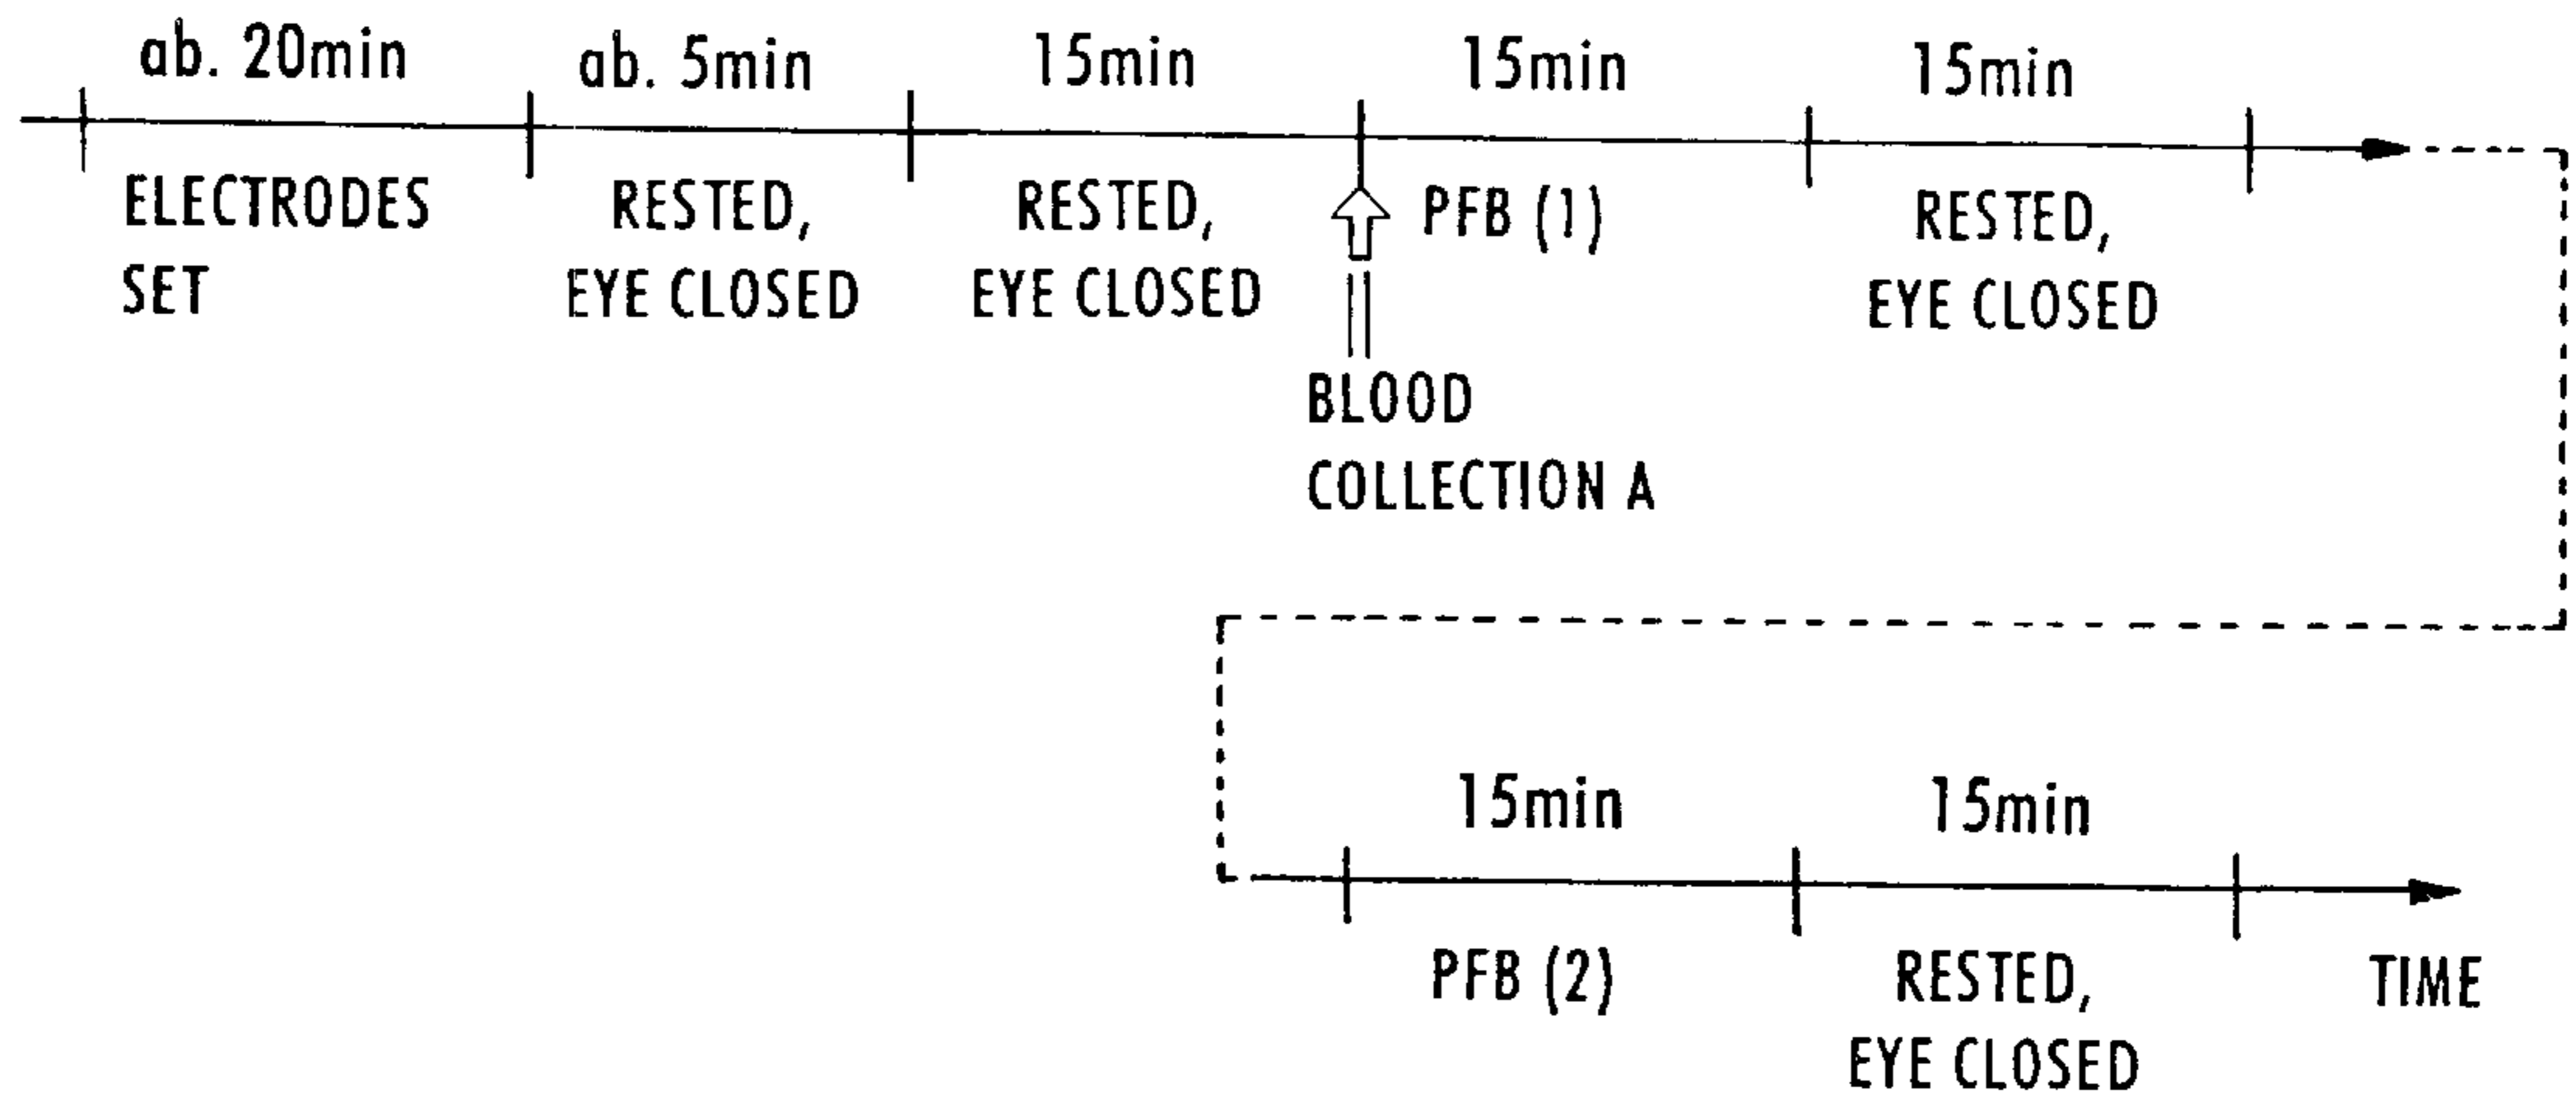 ab. 20min
ab. 5min
15min
15min
15min
ELECTRODES
SET
RESTED,
EYE CLOSED
RESTED,
EYE CLOSED
PFB (1)
RESTED,
EYE CLOSED
BLOOD
COLLECTION A
15min
15min
PFB (2)
RESTED,
EYE CLOSED
TIME